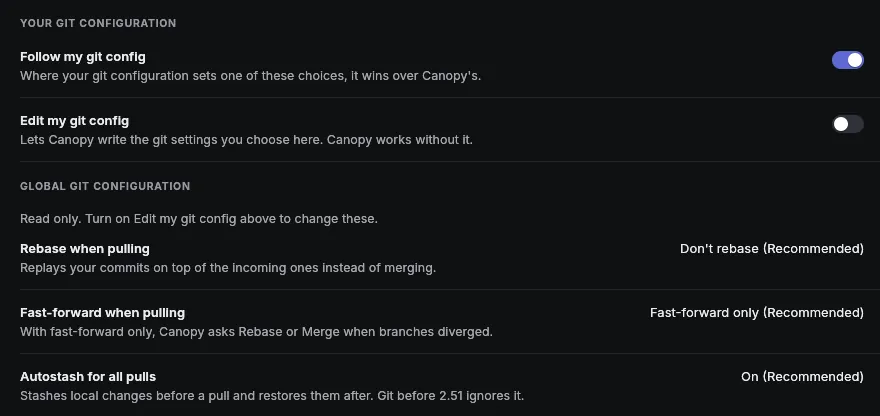 YOUR GIT CONFIGURATION
Follow my git config
Where your git configuration sets one of these choices, it wins over Canopy's.
Edit my git config
Lets Canopy write the git settings you choose here. Canopy works without it.
GLOBAL GIT CONFIGURATION
Read only. Turn on Edit my git config above to change these.
Rebase when pulling
Don't rebase (Recommended)
Replays your commits on top of the incoming ones instead of merging.
Fast-forward when pulling
Fast-forward only (Recommended)
With fast-forward only, Canopy asks Rebase or Merge when branches diverged.
Autostash for all pulls
On (Recommended)
Stashes local changes before a pull and restores them after. Git before 2.51 ignores it.